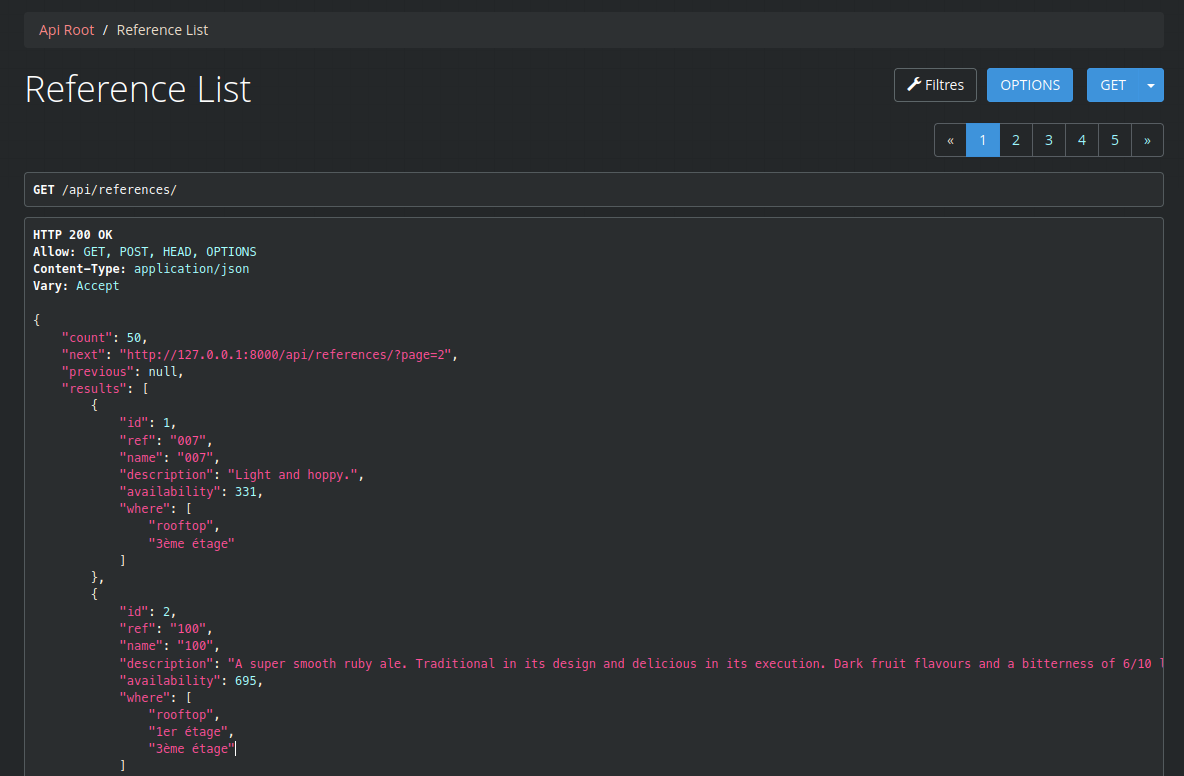 Api Root / Reference List
Reference List
Filtres
OPTIONS
GET
« 1 2 3 4 5 »
GET /api/references/
HTTP 200 OK
Allow: GET, POST, HEAD, OPTIONS
Content-Type: application/json
Vary: Accept
{
"count": 50,
"next": "http://127.0.0.1:8000/api/references/?page=2",
"previous": null,
"results": [
{
"id": 1,
"ref": "007",
"name": "007",
"description": "Light and hoppy.",
"availability": 331,
"where": [
"rooftop",
"3ème étage"
]
},
{
"id": 2,
"ref": "100",
"name": "100",
"description": "A super smooth ruby ale. Traditional in its design and delicious in its execution. Dark fruit flavours and a bitterness of 6/10
"availability": 695,
"where": [
"rooftop",
"1er étage",
"3ème étage"
]